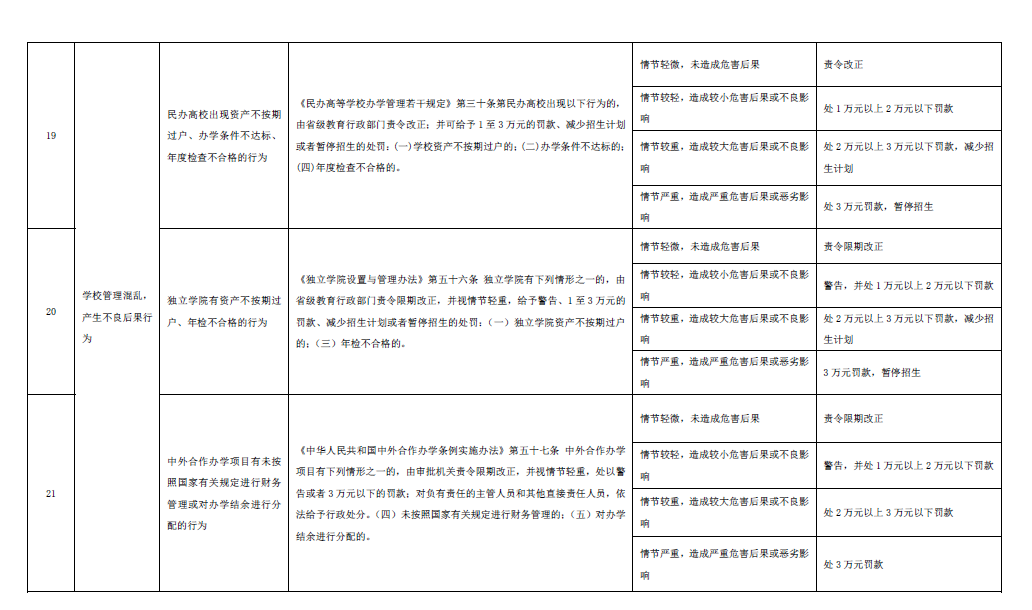 19
学校管理混乱，
产生不良后果行
为
民办高校出现资产不按期
过户、办学条件不达标、
年度检查不合格的行为
《民办高等学校办学管理若干规定》第三十条第民办高校出现以下行为的，
由省级教育行政部门责令改正；并可给予 1 至 3 万元的罚款、减少招生计划
或者暂停招生的处罚：(一)学校资产不按期过户的；(二)办学条件不达标的；
(四)年度检查不合格的。
情节轻微，未造成危害后果
责令改正
情节较轻，造成较小危害后果或不良影
响
处 1 万元以上 2 万元以下罚款
情节较重，造成较大危害后果或不良影
响
处 2 万元以上 3 万元以下罚款，减少招
生计划
情节严重，造成严重危害后果或恶劣影
响
处 3 万元罚款，暂停招生
20
独立学院有资产不按期过
户、年检不合格的行为
《独立学院设置与管理办法》第五十六条 独立学院有下列情形之一的，由
省级教育行政部门责令限期改正，并视情节轻重，给予警告、1 至 3 万元的
罚款、减少招生计划或者暂停招生的处罚：（一）独立学院资产不按期过户
的；（三）年检不合格的。
情节轻微，未造成危害后果
责令限期改正
情节较轻，造成较小危害后果或不良影
响
警告，并处 1 万元以上 2 万元以下罚款
情节较重，造成较大危害后果或不良影
响
处 2 万元以上 3 万元以下罚款，减少招
生计划
情节严重，造成严重危害后果或恶劣影
响
3 万元罚款，暂停招生
21
中外合作办学项目有未按
照国家有关规定进行财务
管理或对办学结余进行分
配的行为
《中华人民共和国中外合作办学条例实施办法》第五十七条 中外合作办学
项目有下列情形之一的，由审批机关责令限期改正，并视情节轻重，处以警
告或者 3 万元以下的罚款；对负有责任的主管人员和其他直接责任人员，依
法给予行政处分。（四）未按照国家有关规定进行财务管理的；（五）对办学
结余进行分配的。
情节轻微，未造成危害后果
责令限期改正
情节较轻，造成较小危害后果或不良影
响
警告，并处 1 万元以上 2 万元以下罚款
情节较重，造成较大危害后果或不良影
响
处 2 万元以上 3 万元以下罚款
情节严重，造成严重危害后果或恶劣影
响
处 3 万元罚款